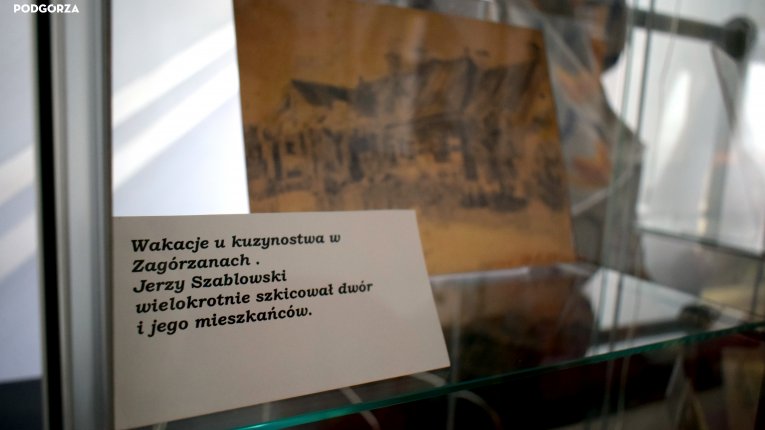 PODGORZA
Wakacje u kuzynostwa w
Zagórzanach .
Jerzy Szablowski
wielokrotnie szkicował dwór
i jego mieszkańców.